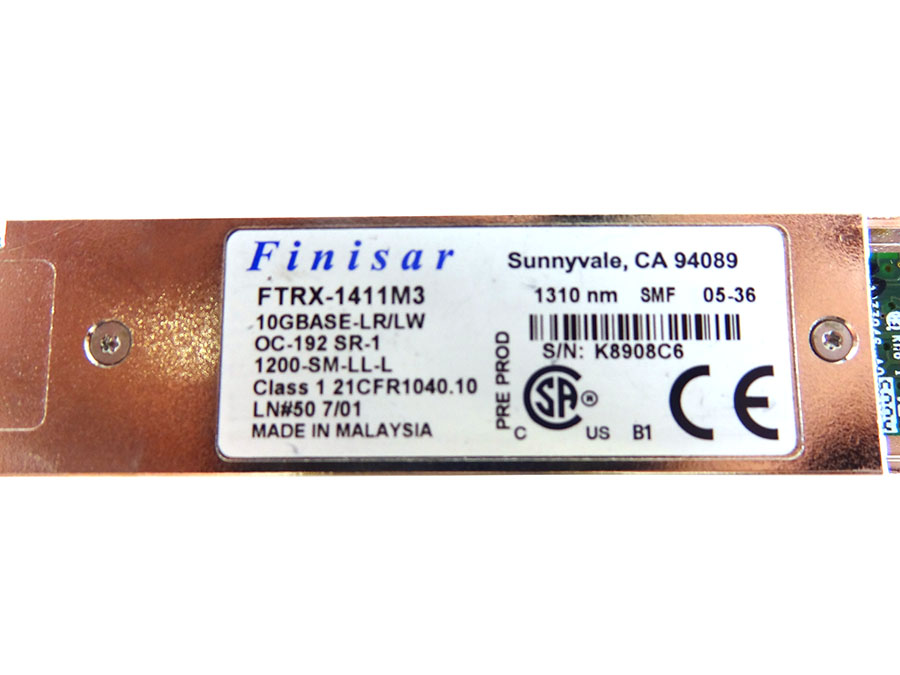 Finisar
Sunnyvale, CA 94089
FTRX-1411M3
1310 nm SMF 05-36
10GBASE-LR/LW
OC-192 SR-1
1200-SM-LL-L
Class 1 21CFR1040.10
LN#50 7/01
MADE IN MALAYSIA
PRE PROD
S/N: K8908C6
SA ®
C US B1
CE